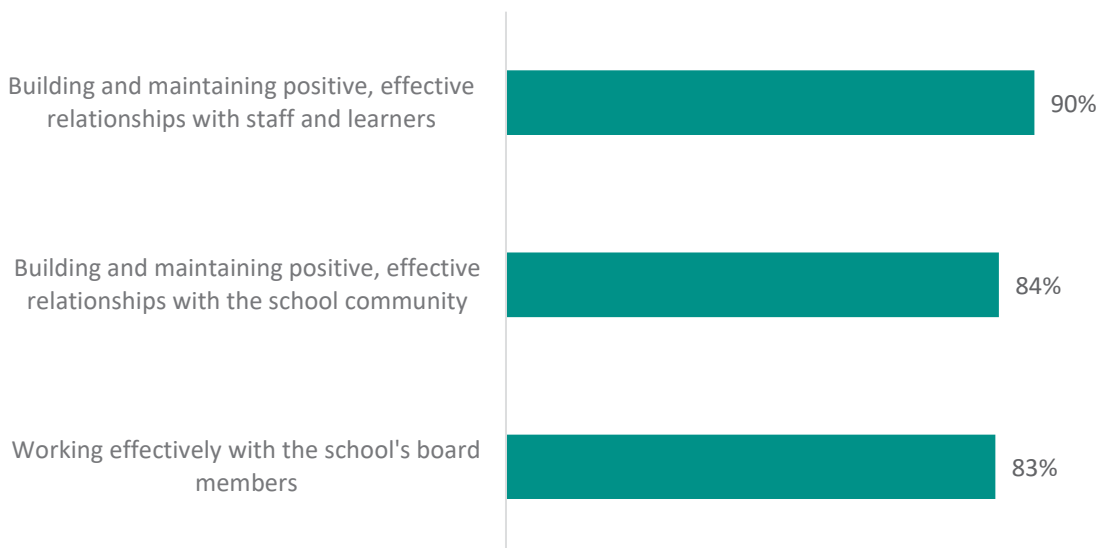 Building and maintaining positive, effective
relationships with staff and learners
90%
Building and maintaining positive, effective
relationships with the school community
84%
Working effectively with the school's board
members
83%